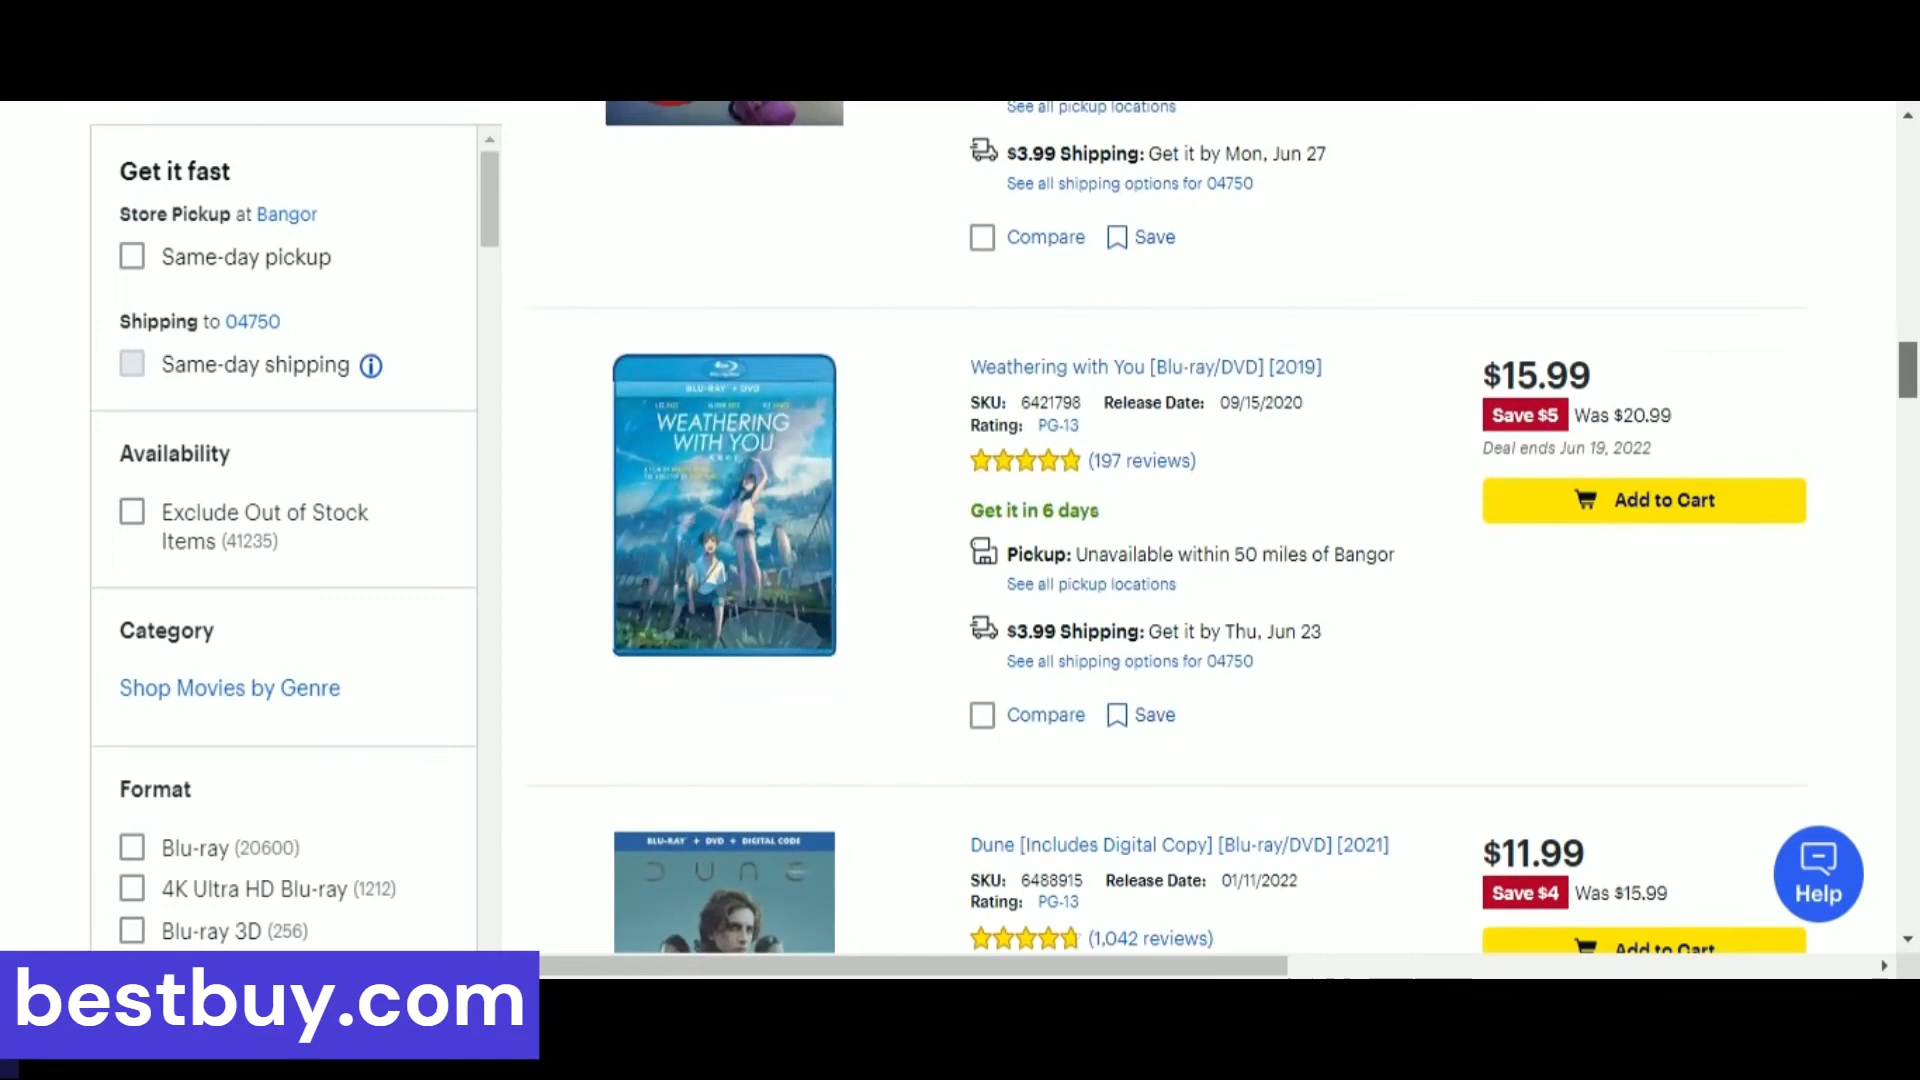 See all pickup locations
$3.99 Shipping: Get it by Mon, Jun 27
See all shipping options for 04750
Compare Save
Get it fast
Store Pickup at Bangor
Same-day pickup
Shipping to 04750
Same-day shipping
Availability
Exclude Out of Stock
Items (41235)
Category
Shop Movies by Genre
Format
Blu-ray (20600)
4K Ultra HD Blu-ray (1212)
Blu-ray 3D (256)
BLU-RAY + DVD
WEATHERING
WITH YOU
Weathering with You [Blu-ray/DVD] [2019]
SKU: 6421798 Release Date: 09/15/2020
Rating: PG-13
(197 reviews)
Get it in 6 days
Pickup: Unavailable within 50 miles of Bangor
See all pickup locations
$3.99 Shipping: Get it by Thu, Jun 23
See all shipping options for 04750
Compare Save
$15.99
Save $5 Was $20.99
Deal ends Jun 19, 2022
Add to Cart
BLU-RAY + DVD + DIGITAL CODE
DUNE
Dune [Includes Digital Copy] [Blu-ray/DVD] [2021]
SKU: 6488915 Release Date: 01/11/2022
Rating: PG-13
(1,042 reviews)
$11.99
Save $4 Was $15.99
Add to Cart
Help
bestbuy.com